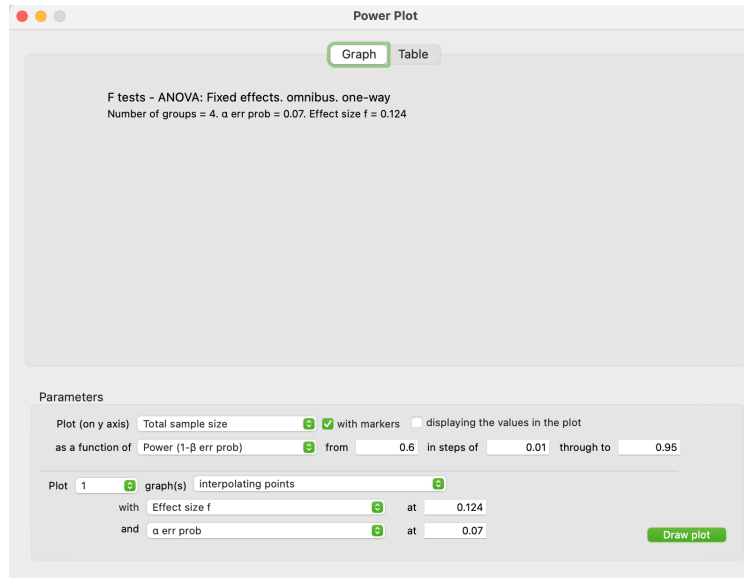 Power Plot
Graph Table
F tests - ANOVA: Fixed effects. omnibus. one-way
Number of groups = 4. α err prob = 0.07. Effect size f = 0.124
Parameters
Plot (on y axis) Total sample size with markers displaying the values in the plot
as a function of Power (1-β err prob) from 0.6 in steps of 0.01 through to 0.95
Plot 1 graph(s) interpolating points
with Effect size f at 0.124
and α err prob at 0.07
Draw plot